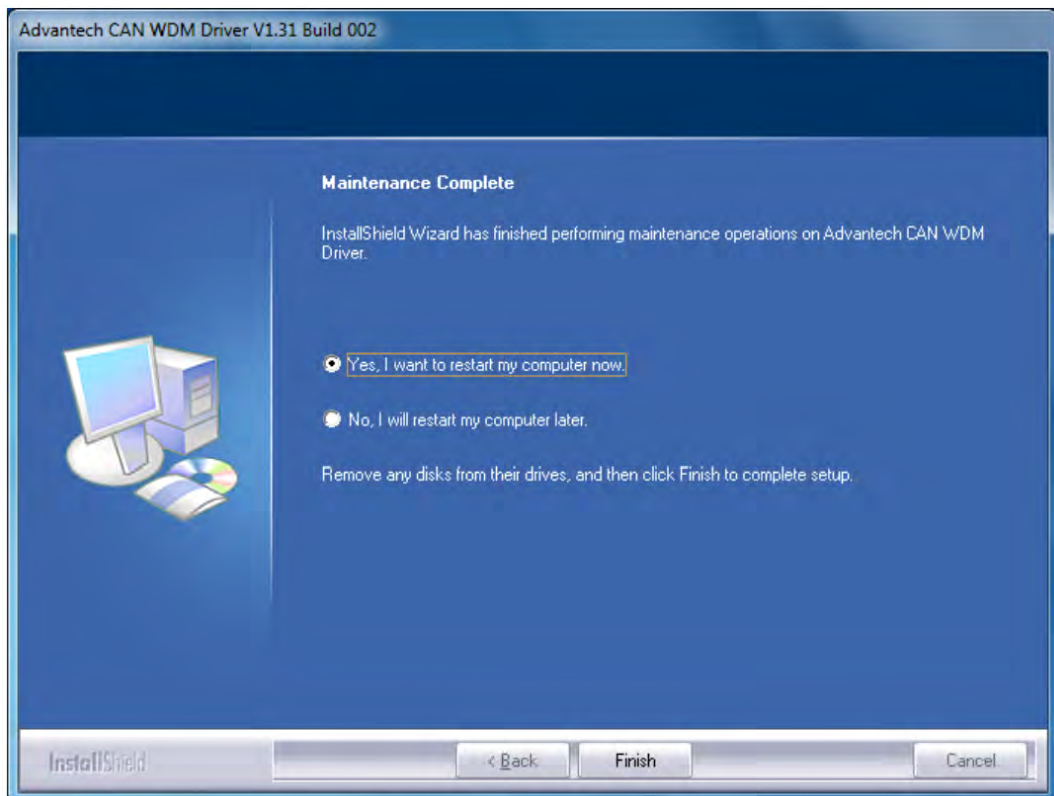 Advantech CAN WDM Driver V1.31 Build 002
Maintenance Complete
InstallShield Wizard has finished performing maintenance operations on Advantech CAN WDM
Driver.
Yes, I want to restart my computer now.
No, I will restart my computer later.
Remove any disks from their drives, and then click Finish to complete setup.
InstallShield
< Back
Finish
Cancel